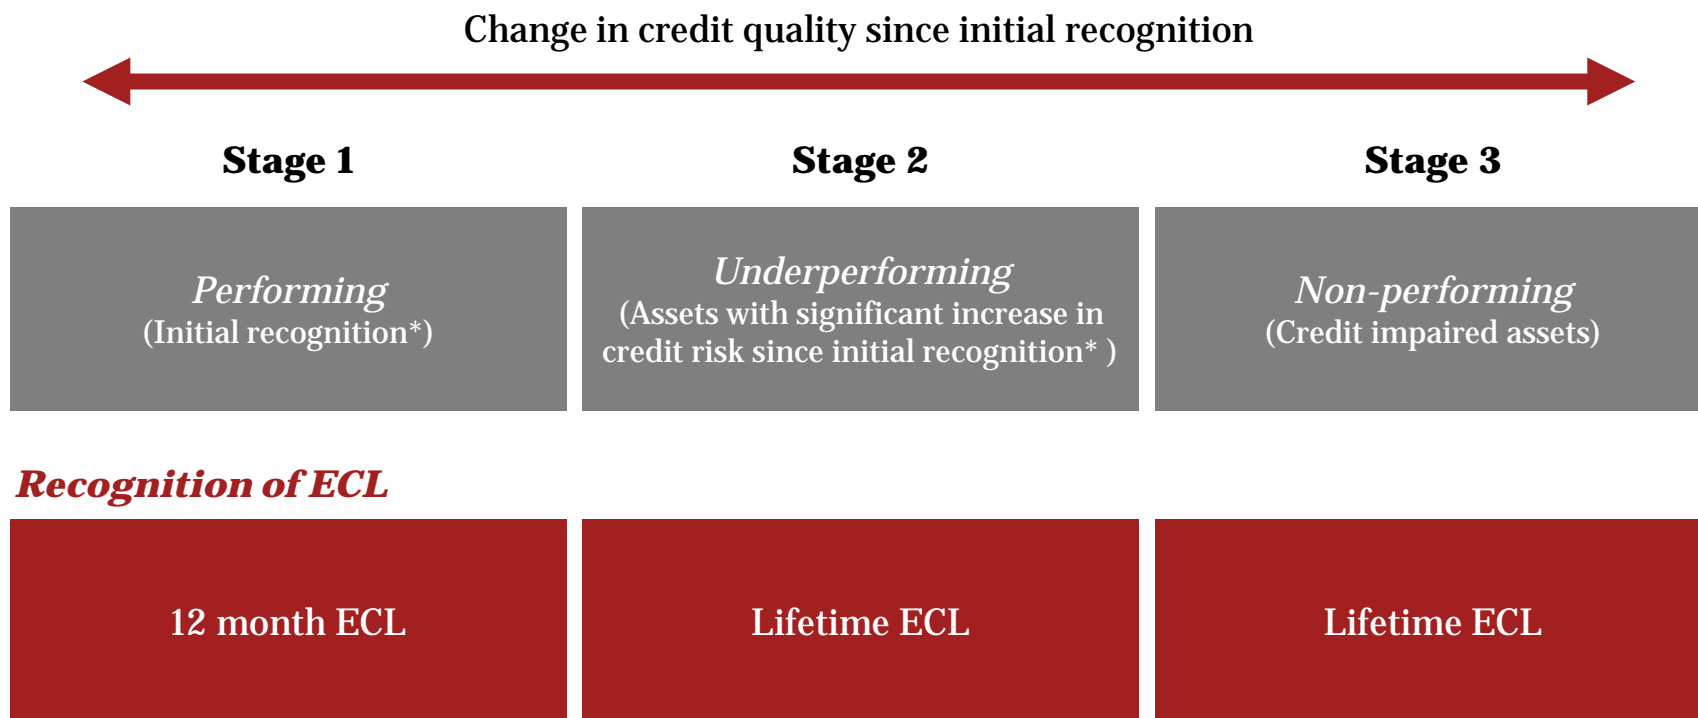 Change in credit quality since initial recognition
Stage 1
Stage 2
Stage 3
Performing
(Initial recognition*)
Underperforming
(Assets with significant increase in
credit risk since initial recognition* )
Non-performing
(Credit impaired assets)
Recognition of ECL
12 month ECL
Lifetime ECL
Lifetime ECL